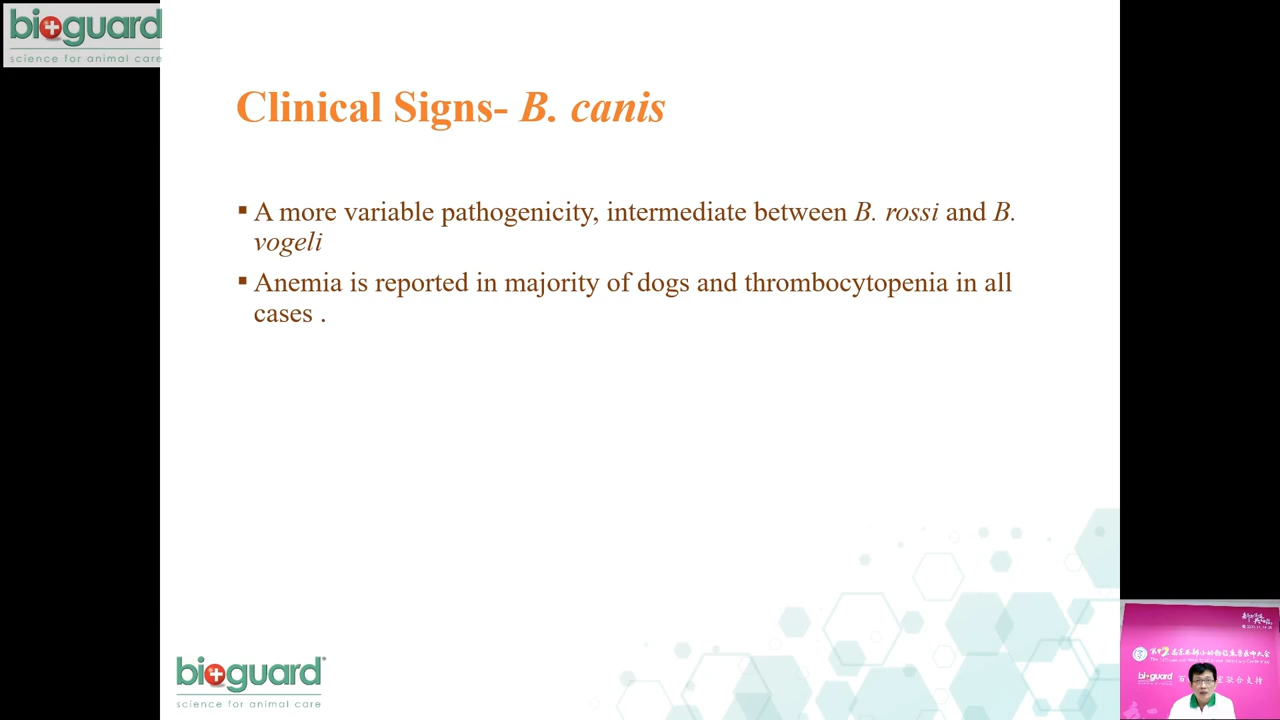 bioguard
science for animal care
Clinical Signs- B. canis
▪ A more variable pathogenicity, intermediate between B. rossi and B.
vogeli
▪ Anemia is reported in majority of dogs and thrombocytopenia in all
cases .
bioguard®
science for animal care
bioguard